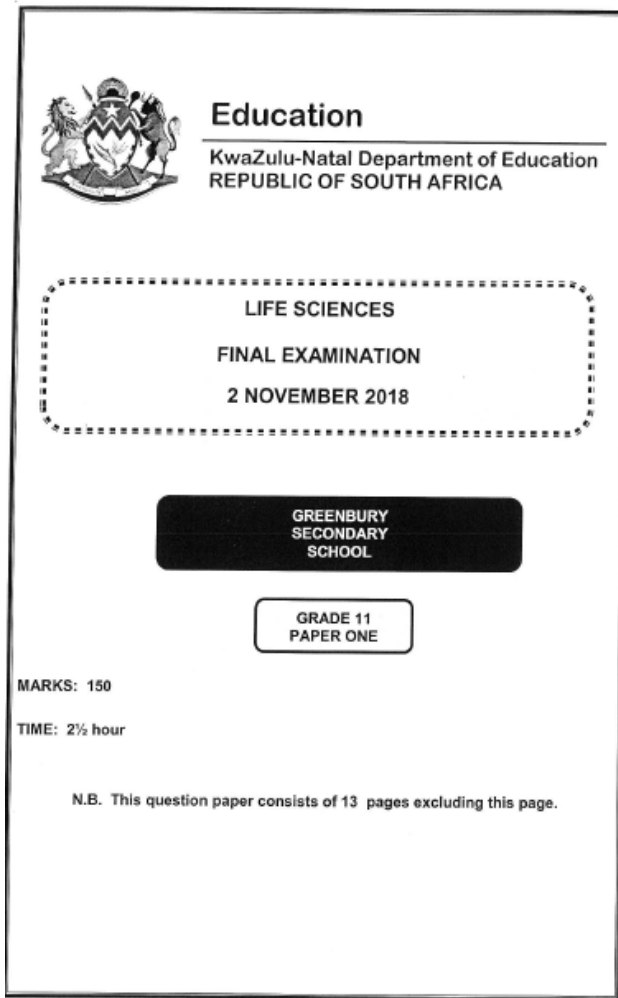 Education
KwaZulu-Natal Department of Education
REPUBLIC OF SOUTH AFRICA
LIFE SCIENCES
FINAL EXAMINATION
2 NOVEMBER 2018
GREENBURY
SECONDARY
SCHOOL
GRADE 11
PAPER ONE
MARKS: 150
TIME: 2½ hour
N.B. This question paper consists of 13 pages excluding this page.